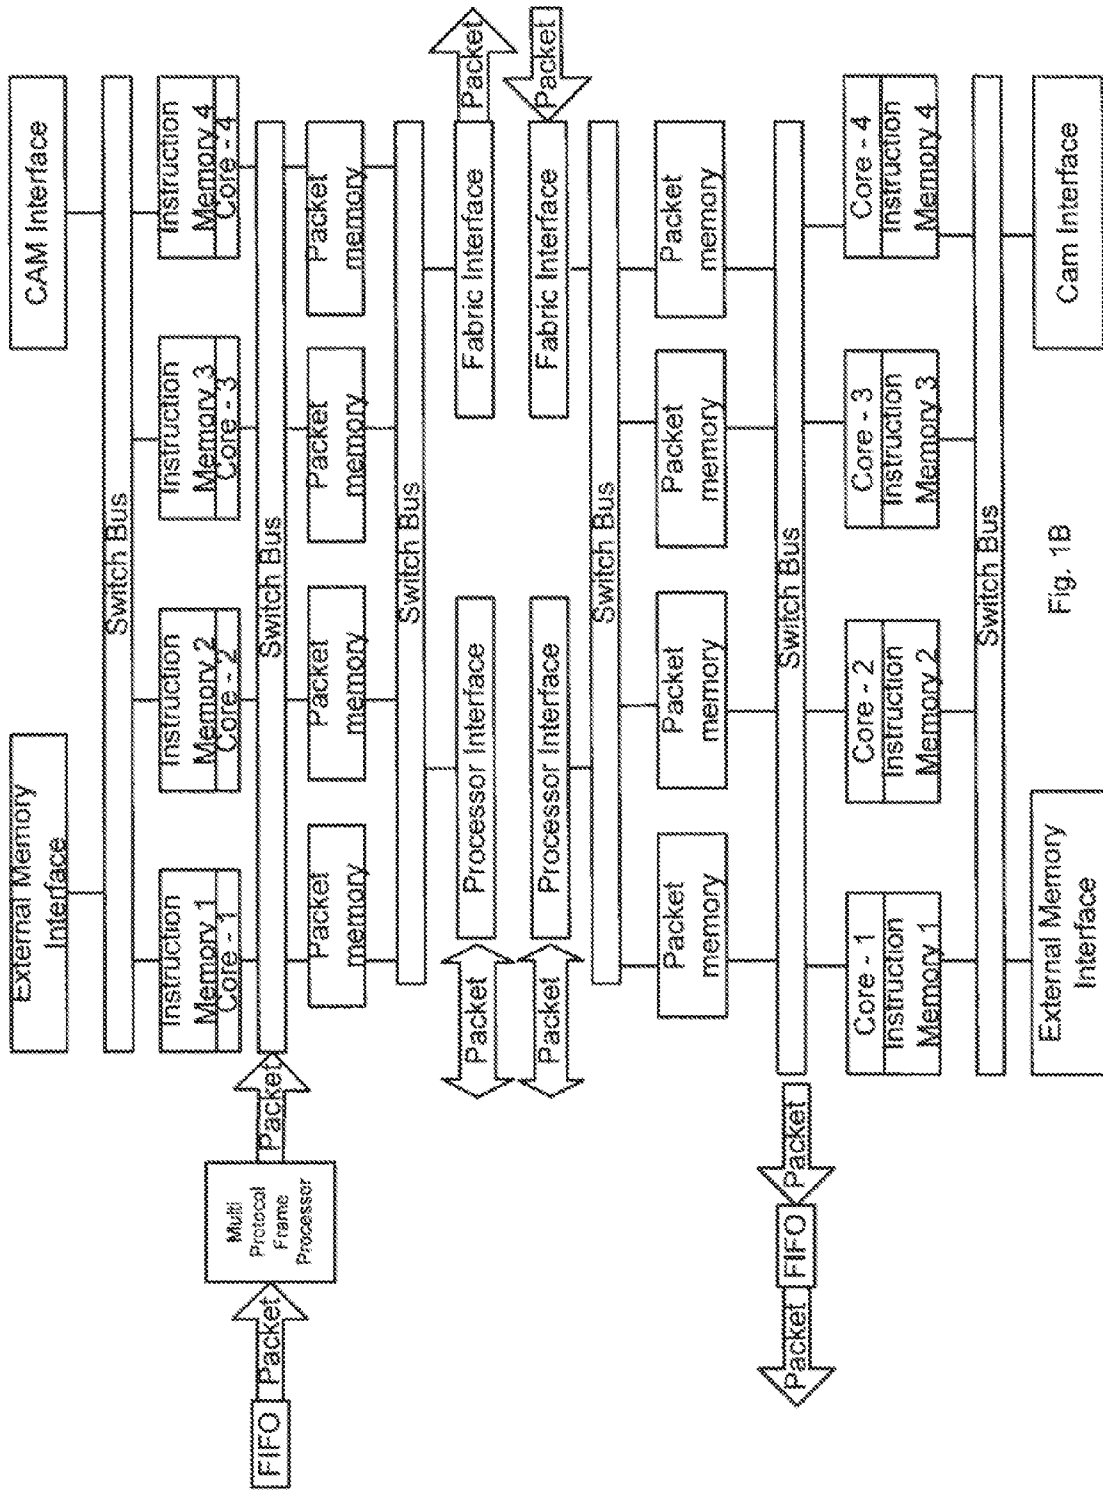 External Memory
Interface
CAM Interface
Switch Bus
Instruction
Memory 1
Core - 1
Instruction
Memory 2
Core - 2
Instruction
Memory 3
Core - 3
Instruction
Memory 4
Core - 4
FIFO
Packet
Multi
Protocol
Frame
Processor
Packet
Switch Bus
Packet
memory
Packet
memory
Packet
memory
Packet
memory
Switch Bus
Packet
Processor Interface
Fabric Interface
Packet
Packet
Processor Interface
Fabric Interface
Packet
Switch Bus
Packet
memory
Packet
memory
Packet
memory
Packet
memory
Packet
FIFO
Packet
Switch Bus
Core - 1
Instruction
Memory 1
Core - 2
Instruction
Memory 2
Core - 3
Instruction
Memory 3
Core - 4
Instruction
Memory 4
Switch Bus
External Memory
Interface
Fig. 1B
Cam Interface